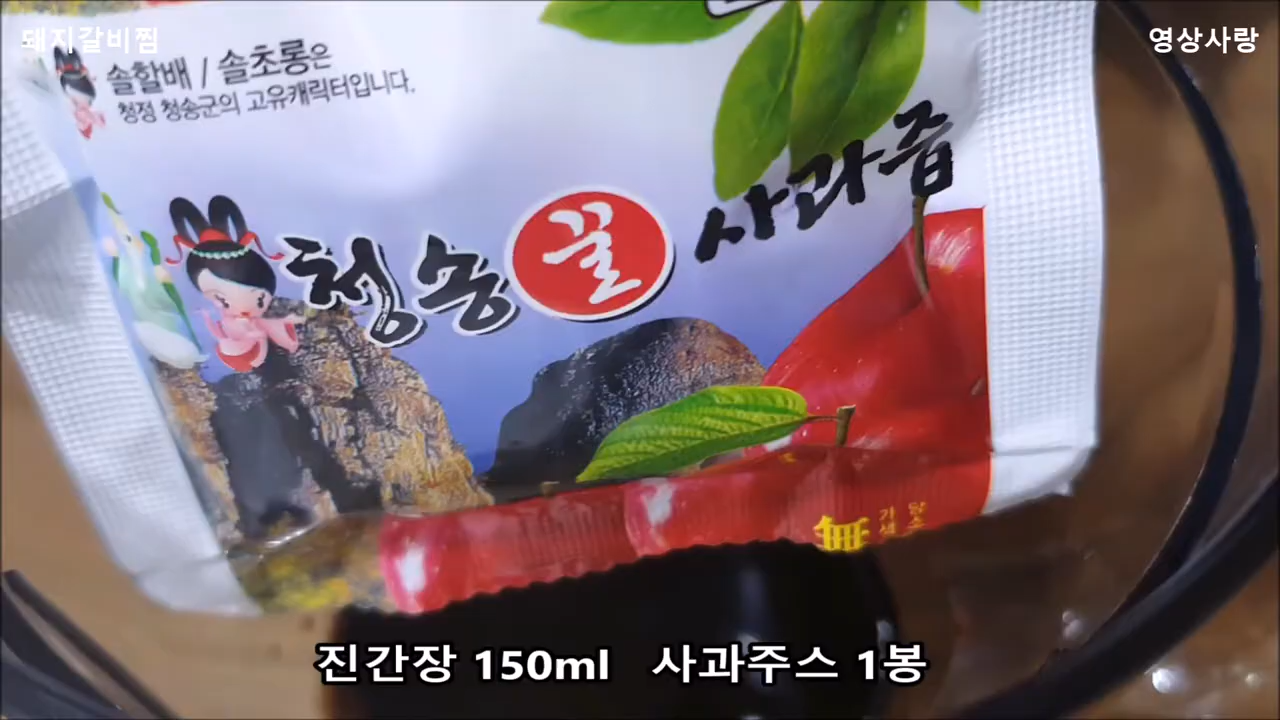 돼지갈비찜
영상사랑
솔할배 / 솔초롱은
청정 청송군의 고유캐릭터입니다.
청송 꿀 사과즙
無
진간장 150ml 사과주스 1봉